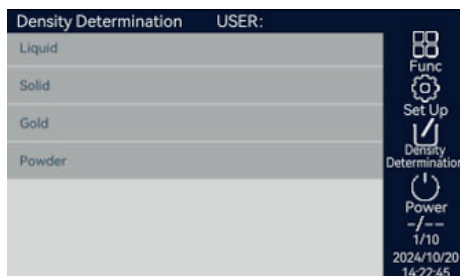 Density Determination USER:
Liquid
Solid
Gold
Powder
Func
Set Up
Density
Determination
Power
-/--
1/10
2024/10/20
14:22:45